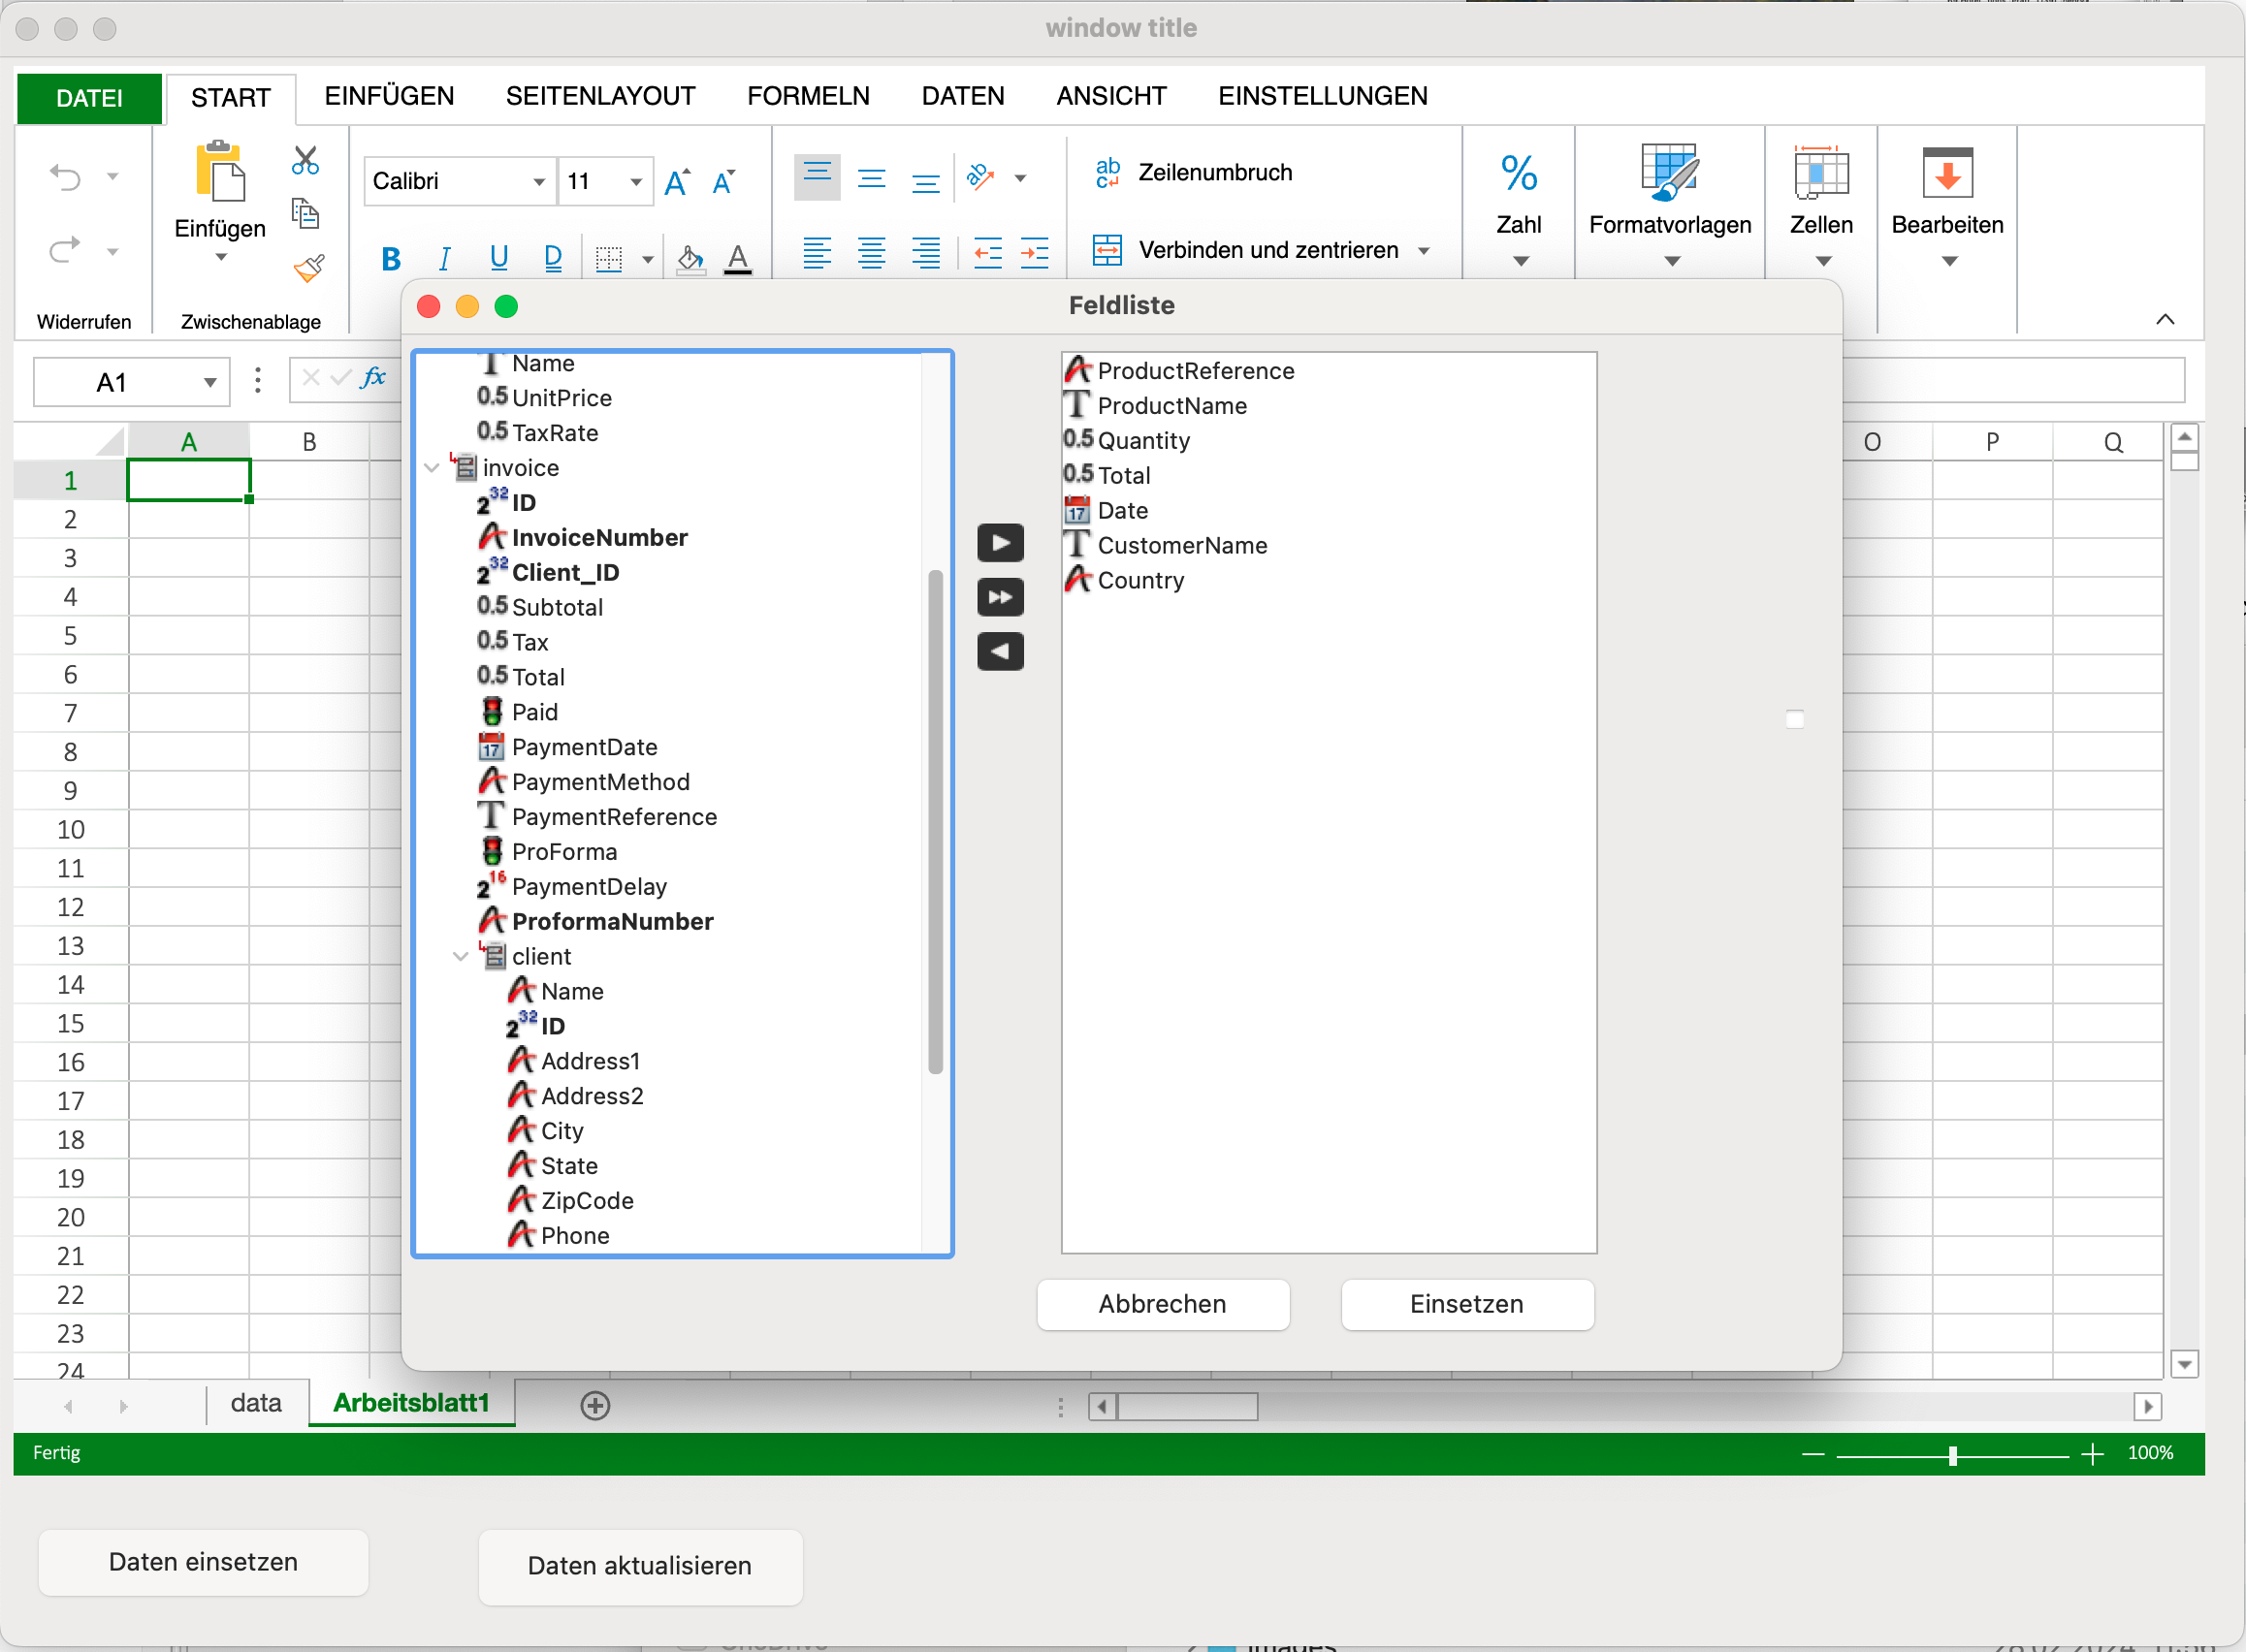 window title
DATEI START EINFÜGEN SEITENLAYOUT FORMELN DATEN ANSICHT EINSTELLUNGEN
Calibri 11 A A
ab Zeilenumbruch
Einfügen
% Zahl Formatvorlagen Zellen Bearbeiten
B I U D A
Verbinden und zentrieren
Widerrufen Zwischenablage
Feldliste
A1 fx
A B O P Q
1
2
3
4
5
6
7
8
9
10
11
12
13
14
15
16
17
18
19
20
21
22
23
24
Name
0.5 UnitPrice
0.5 TaxRate
invoice
2 32 ID
InvoiceNumber
2 32 Client_ID
0.5 Subtotal
0.5 Tax
0.5 Total
Paid
17 PaymentDate
PaymentMethod
T PaymentReference
ProForma
2 16 PaymentDelay
ProformaNumber
client
Name
2 32 ID
Address1
Address2
City
State
ZipCode
Phone
ProductReference
T ProductName
0.5 Quantity
0.5 Total
17 Date
T CustomerName
Country
Abbrechen Einsetzen
data Arbeitsblatt1
Fertig 100%
Daten einsetzen Daten aktualisieren